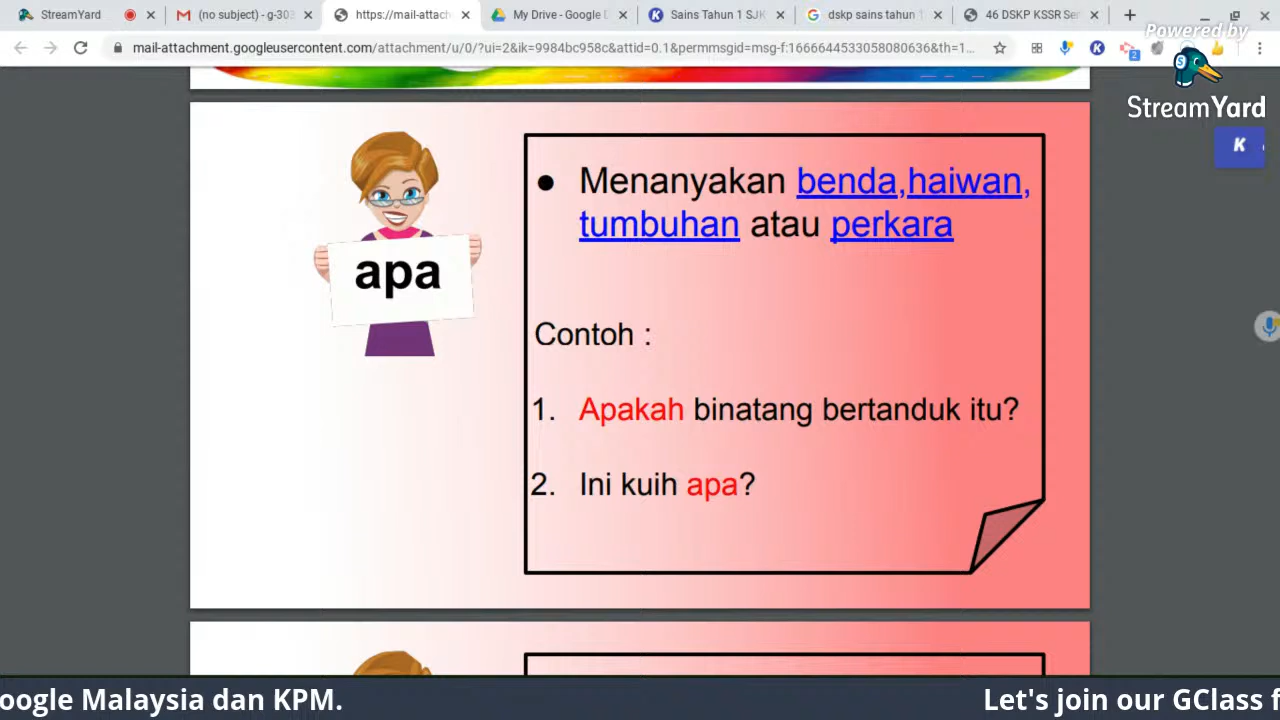 StreamYard
(no subject) - g-303
https://mail-attach
My Drive - Google D
Sains Tahun 1 SJK
dskp sains tahun
46 DSKP KSSR Sem
mail-attachment.googleusercontent.com/attachment/u/0/?ui=2&ik=9984bc958c&attid=0.1&permmsgid=msg-f:1666644533058080636&th=1...
2
Powered by
S
StreamYard
K
apa
● Menanyakan benda,haiwan,
tumbuhan atau perkara
Contoh :
1. Apakah binatang bertanduk itu?
2. Ini kuih apa?
oogle Malaysia dan KPM.
Let's join our GClass f